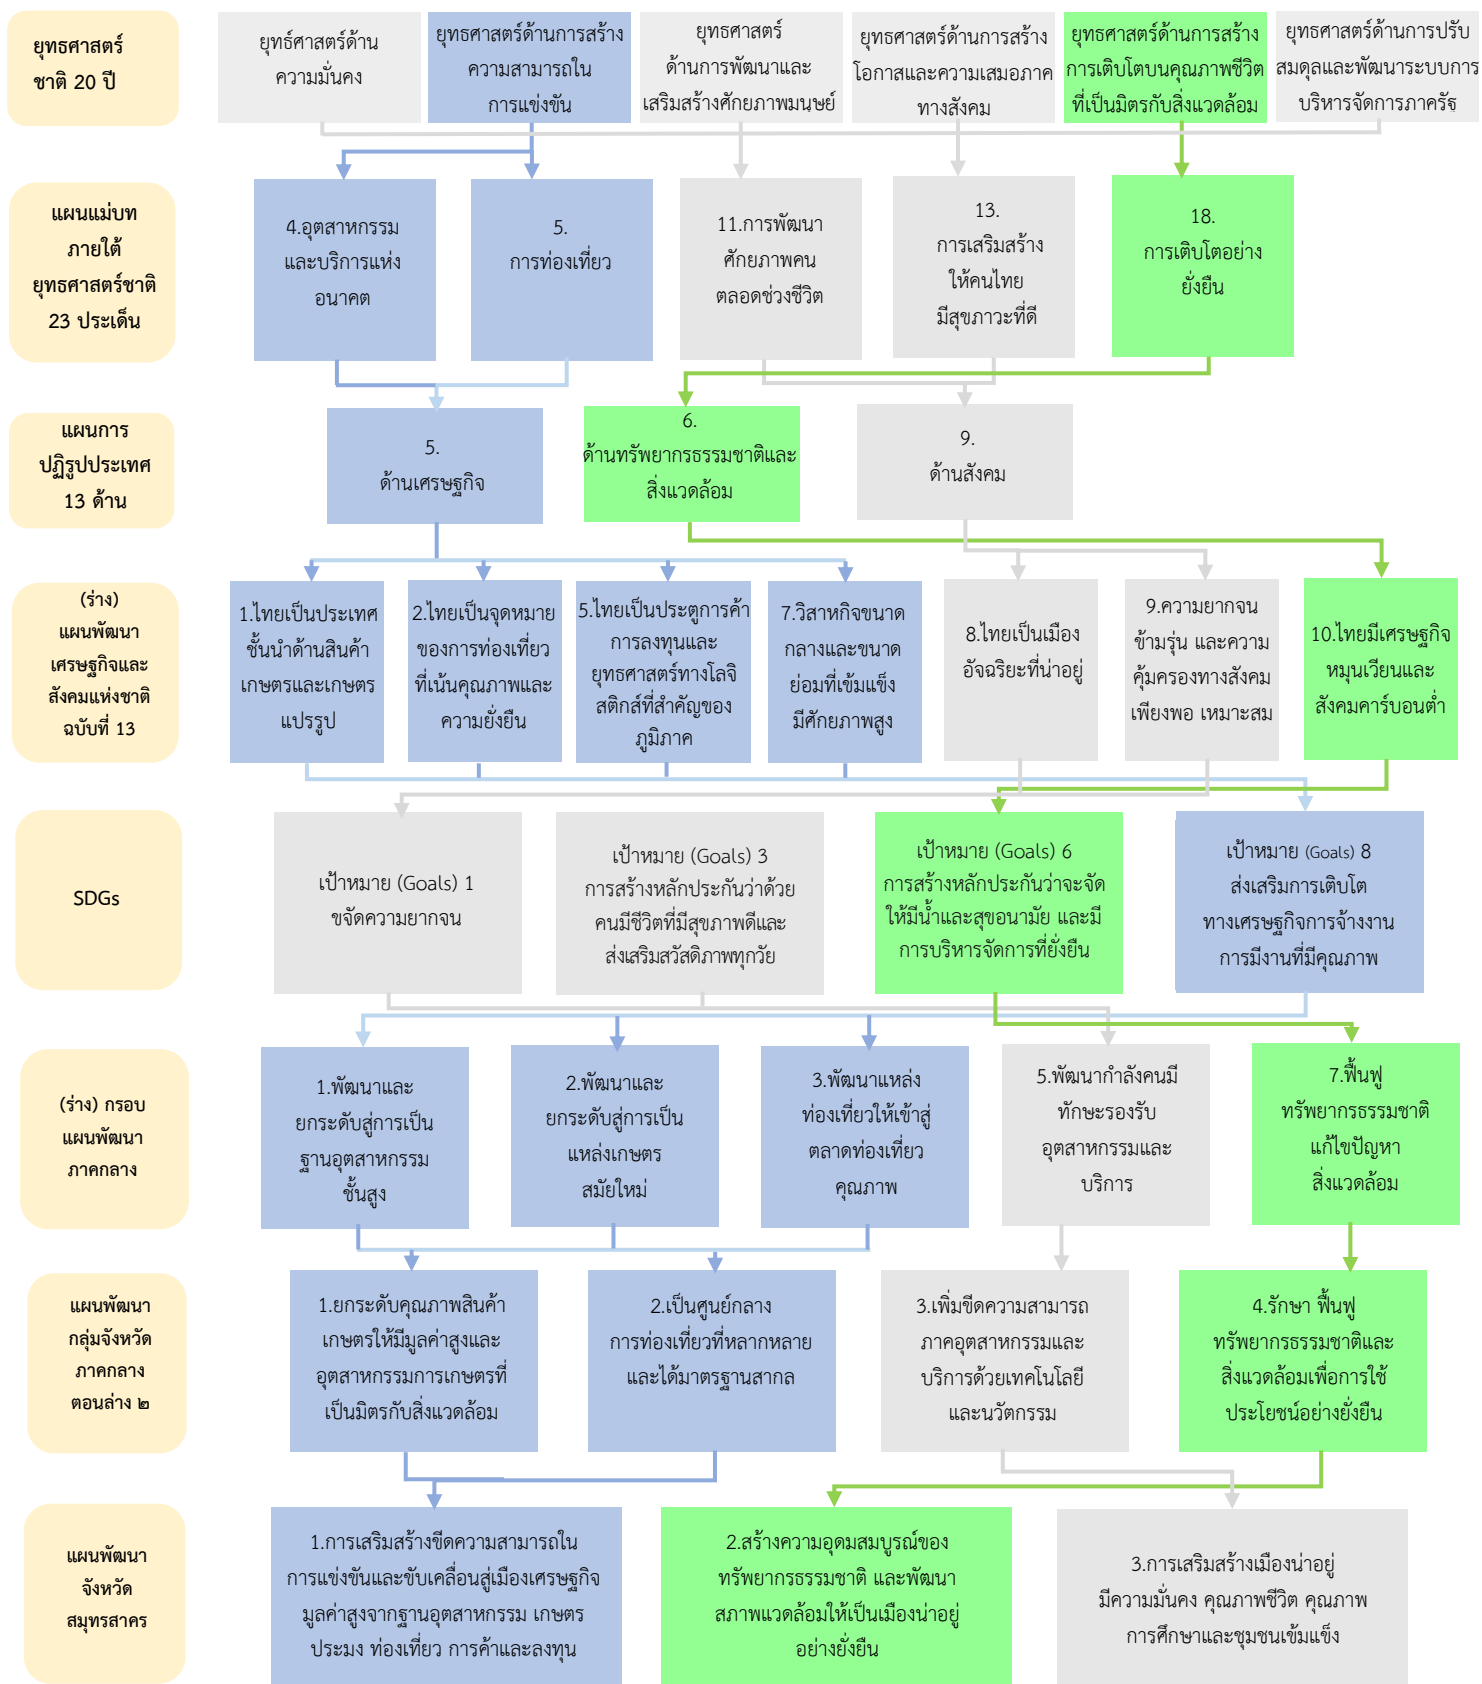 ยุทธศาสตร์
ชาติ 20 ปี
ยุทธ์ศาสตร์ด้าน
ความมั่นคง
ยุทธศาสตร์ด้านการสร้าง
ความสามารถใน
การแข่งขัน
ยุทธศาสตร์
ด้านการพัฒนาและ
เสริมสร้างศักยภาพมนุษย์
ยุทธศาสตร์ด้านการสร้าง
โอกาสและความเสมอภาค
ทางสังคม
ยุทธศาสตร์ด้านการสร้าง
การเติบโตบนคุณภาพชีวิต
ที่เป็นมิตรกับสิ่งแวดล้อม
ยุทธศาสตร์ด้านการปรับ
สมดุลและพัฒนาระบบการ
บริหารจัดการภาครัฐ
แผนแม่บท
ภายใต้
ยุทธศาสตร์ชาติ
23 ประเด็น
4.อุตสาหกรรม
และบริการแห่ง
อนาคต
5.
การท่องเที่ยว
11.การพัฒนา
ศักยภาพคน
ตลอดช่วงชีวิต
13.
การเสริมสร้าง
ให้คนไทย
มีสุขภาวะที่ดี
18.
การเติบโตอย่าง
ยั่งยืน
แผนการ
ปฏิรูปประเทศ
13 ด้าน
5.
ด้านเศรษฐกิจ
6.
ด้านทรัพยากรธรรมชาติและ
สิ่งแวดล้อม
9.
ด้านสังคม
(ร่าง)
แผนพัฒนา
เศรษฐกิจและ
สังคมแห่งชาติ
ฉบับที่ 13
1.ไทยเป็นประเทศ
ชั้นนำด้านสินค้า
เกษตรและเกษตร
แปรรูป
2.ไทยเป็นจุดหมาย
ของการท่องเที่ยว
ที่เน้นคุณภาพและ
ความยั่งยืน
5.ไทยเป็นประตูการค้า
การลงทุนและ
ยุทธศาสตร์ทางโลจิ
สติกส์ที่สำคัญของ
ภูมิภาค
7.วิสาหกิจขนาด
กลางและขนาด
ย่อมที่เข้มแข็ง
มีศักยภาพสูง
8.ไทยเป็นเมือง
อัจฉริยะที่น่าอยู่
9.ความยากจน
ข้ามรุ่น และความ
คุ้มครองทางสังคม
เพียงพอ เหมาะสม
10.ไทยมีเศรษฐกิจ
หมุนเวียนและ
สังคมคาร์บอนต่ำ
SDGs
เป้าหมาย (Goals) 1
ขจัดความยากจน
เป้าหมาย (Goals) 3
การสร้างหลักประกันว่าด้วย
คนมีชีวิตที่มีสุขภาพดีและ
ส่งเสริมสวัสดิภาพทุกวัย
เป้าหมาย (Goals) 6
การสร้างหลักประกันว่าจะจัด
ให้มีน้ำและสุขอนามัย และมี
การบริหารจัดการที่ยั่งยืน
เป้าหมาย (Goals) 8
ส่งเสริมการเติบโต
ทางเศรษฐกิจการจ้างงาน
การมีงานที่มีคุณภาพ
(ร่าง) กรอบ
แผนพัฒนา
ภาคกลาง
1.พัฒนาและ
ยกระดับสู่การเป็น
ฐานอุตสาหกรรม
ชั้นสูง
2.พัฒนาและ
ยกระดับสู่การเป็น
แหล่งเกษตร
สมัยใหม่
3.พัฒนาแหล่ง
ท่องเที่ยวให้เข้าสู่
ตลาดท่องเที่ยว
คุณภาพ
5.พัฒนากำลังคนมี
ทักษะรองรับ
อุตสาหกรรมและ
บริการ
7.ฟื้นฟู
ทรัพยากรธรรมชาติ
แก้ไขปัญหา
สิ่งแวดล้อม
แผนพัฒนา
กลุ่มจังหวัด
ภาคกลาง
ตอนล่าง ๒
1.ยกระดับคุณภาพสินค้า
เกษตรให้มีมูลค่าสูงและ
อุตสาหกรรมการเกษตรที่
เป็นมิตรกับสิ่งแวดล้อม
2.เป็นศูนย์กลาง
การท่องเที่ยวที่หลากหลาย
และได้มาตรฐานสากล
3.เพิ่มขีดความสามารถ
ภาคอุตสาหกรรมและ
บริการด้วยเทคโนโลยี
และนวัตกรรม
4.รักษา ฟื้นฟู
ทรัพยากรธรรมชาติและ
สิ่งแวดล้อมเพื่อการใช้
ประโยชน์อย่างยั่งยืน
แผนพัฒนา
จังหวัด
สมุทรสาคร
1.การเสริมสร้างขีดความสามารถใน
การแข่งขันและขับเคลื่อนสู่เมืองเศรษฐกิจ
มูลค่าสูงจากฐานอุตสาหกรรม เกษตร
ประมง ท่องเที่ยว การค้าและลงทุน
2.สร้างความอุดมสมบูรณ์ของ
ทรัพยากรธรรมชาติ และพัฒนา
สภาพแวดล้อมให้เป็นเมืองน่าอยู่
อย่างยั่งยืน
3.การเสริมสร้างเมืองน่าอยู่
มีความมั่นคง คุณภาพชีวิต คุณภาพ
การศึกษาและชุมชนเข้มแข็ง